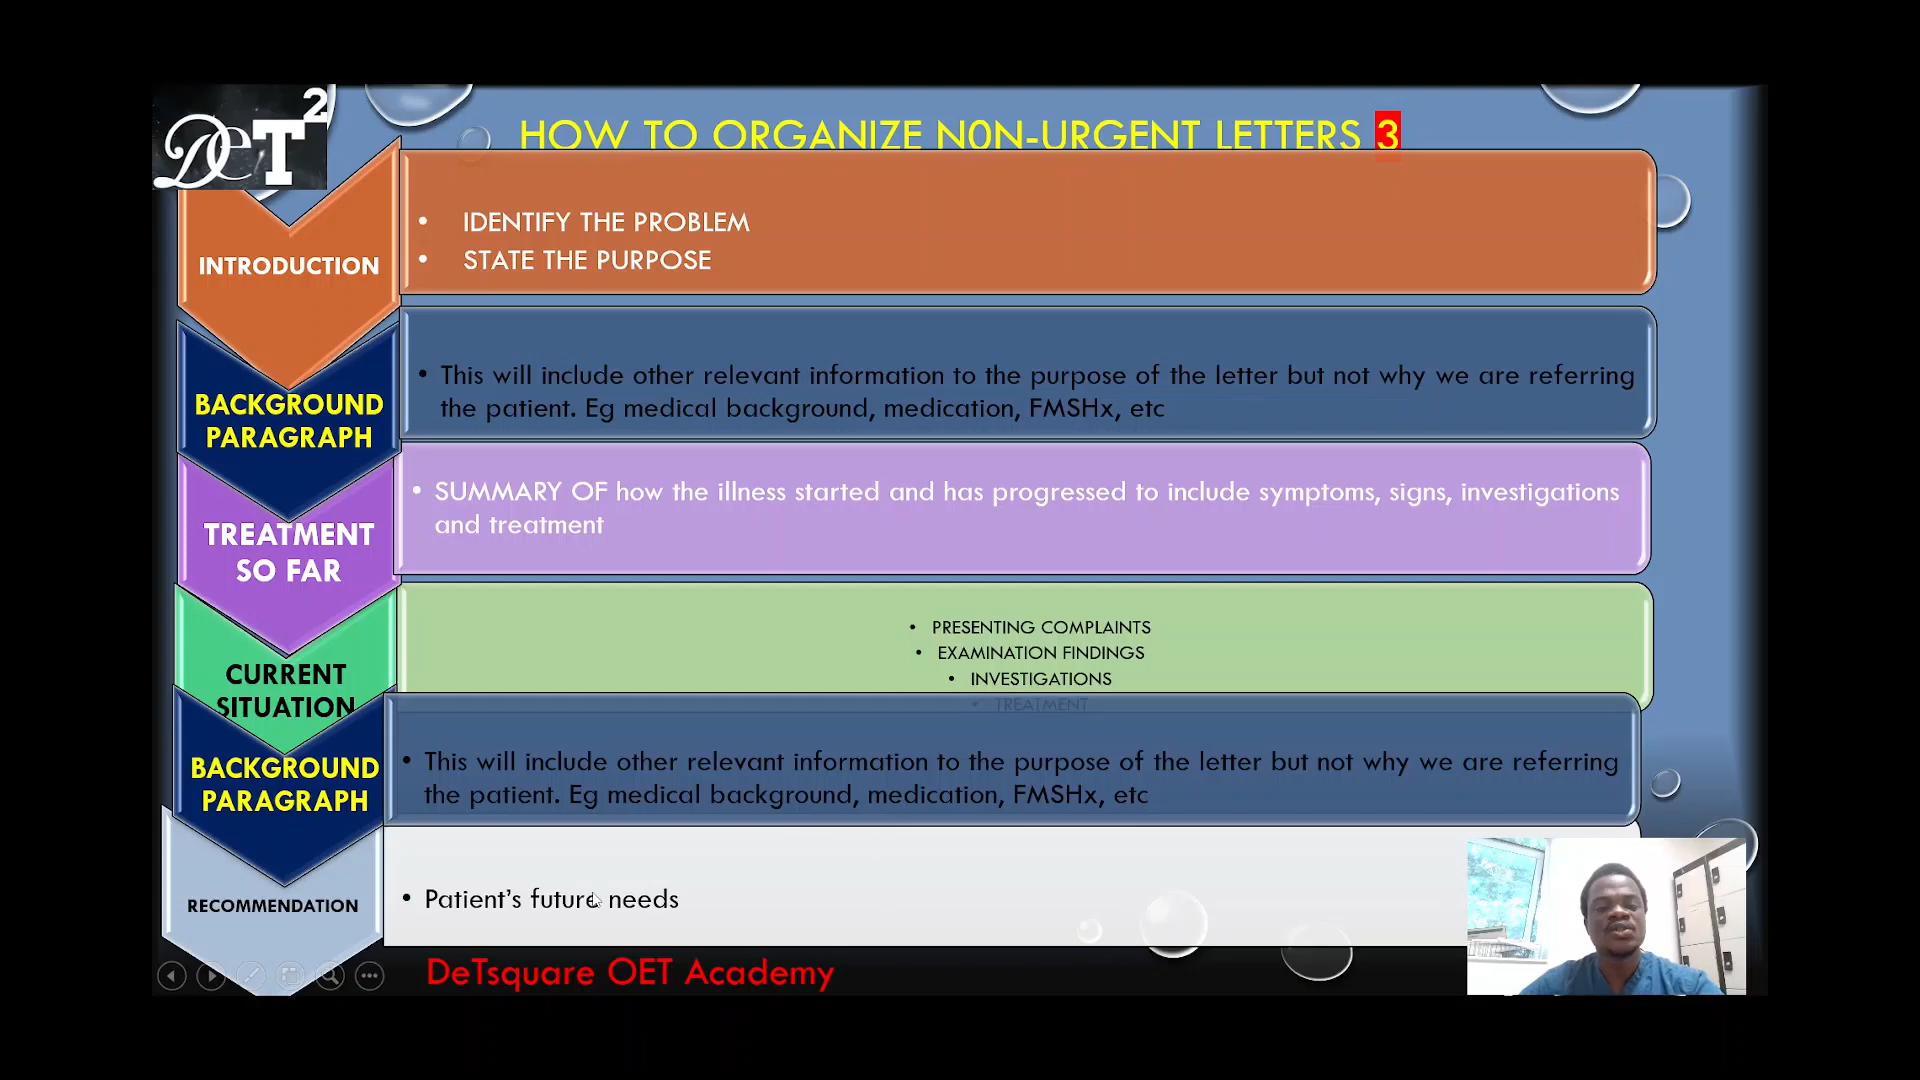 DeT²
HOW TO ORGANIZE N0N-URGENT LETTERS 3
INTRODUCTION
• IDENTIFY THE PROBLEM
• STATE THE PURPOSE
BACKGROUND
PARAGRAPH
• This will include other relevant information to the purpose of the letter but not why we are referring
the patient. Eg medical background, medication, FMSHx, etc
TREATMENT
SO FAR
• SUMMARY OF how the illness started and has progressed to include symptoms, signs, investigations
and treatment
CURRENT
SITUATION
• PRESENTING COMPLAINTS
• EXAMINATION FINDINGS
• INVESTIGATIONS
• TREATMENT
BACKGROUND
PARAGRAPH
• This will include other relevant information to the purpose of the letter but not why we are referring
the patient. Eg medical background, medication, FMSHx, etc
RECOMMENDATION
• Patient's future needs
DeTsquare OET Academy